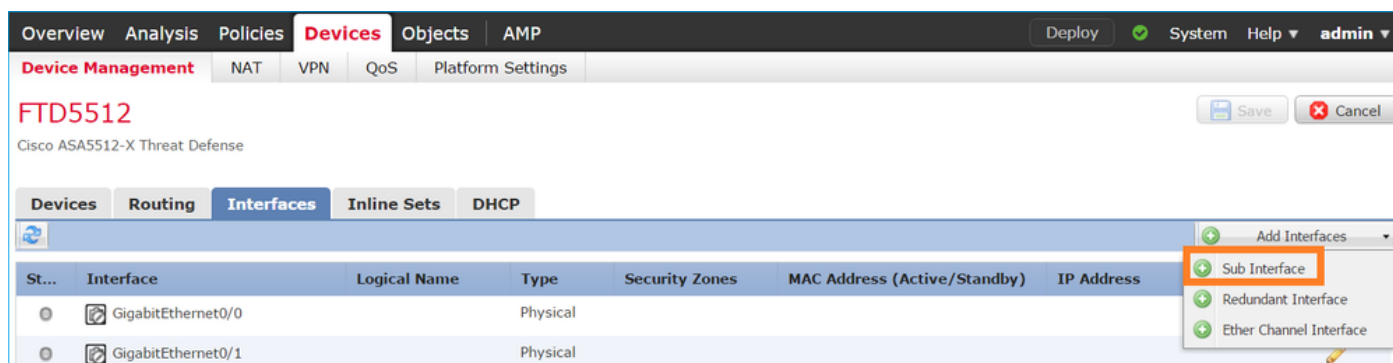 Overview Analysis Policies Devices Objects AMP Deploy System Help admin
Device Management NAT VPN QoS Platform Settings
FTD5512
Save Cancel
Cisco ASA5512-X Threat Defense
Devices Routing Interfaces Inline Sets DHCP
Add Interfaces
Sub Interface
Redundant Interface
Ether Channel Interface
St... Interface Logical Name Type Security Zones MAC Address (Active/Standby) IP Address
GigabitEthernet0/0 Physical
GigabitEthernet0/1 Physical